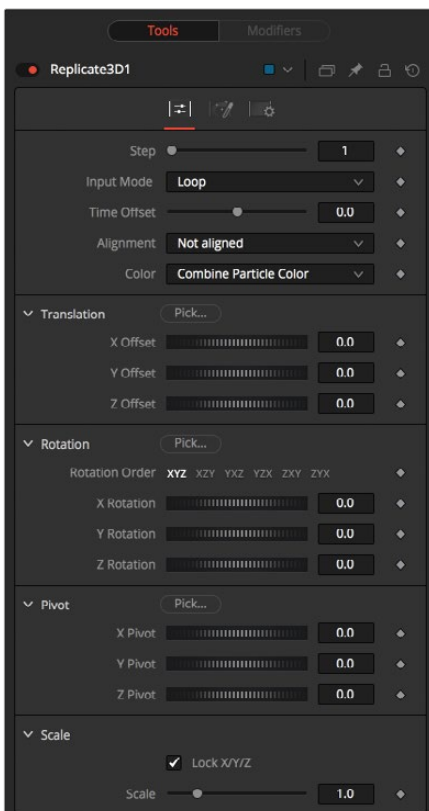 Tools Modifiers
Replicate3D1
Step 1
Input Mode Loop
Time Offset 0.0
Alignment Not aligned
Color Combine Particle Color
Translation Pick...
X Offset 0.0
Y Offset 0.0
Z Offset 0.0
Rotation Pick...
Rotation Order XYZ XZY YXZ YZX ZXY ZYX
X Rotation 0.0
Y Rotation 0.0
Z Rotation 0.0
Pivot Pick...
X Pivot 0.0
Y Pivot 0.0
Z Pivot 0.0
Scale
Lock X/Y/Z
Scale 1.0